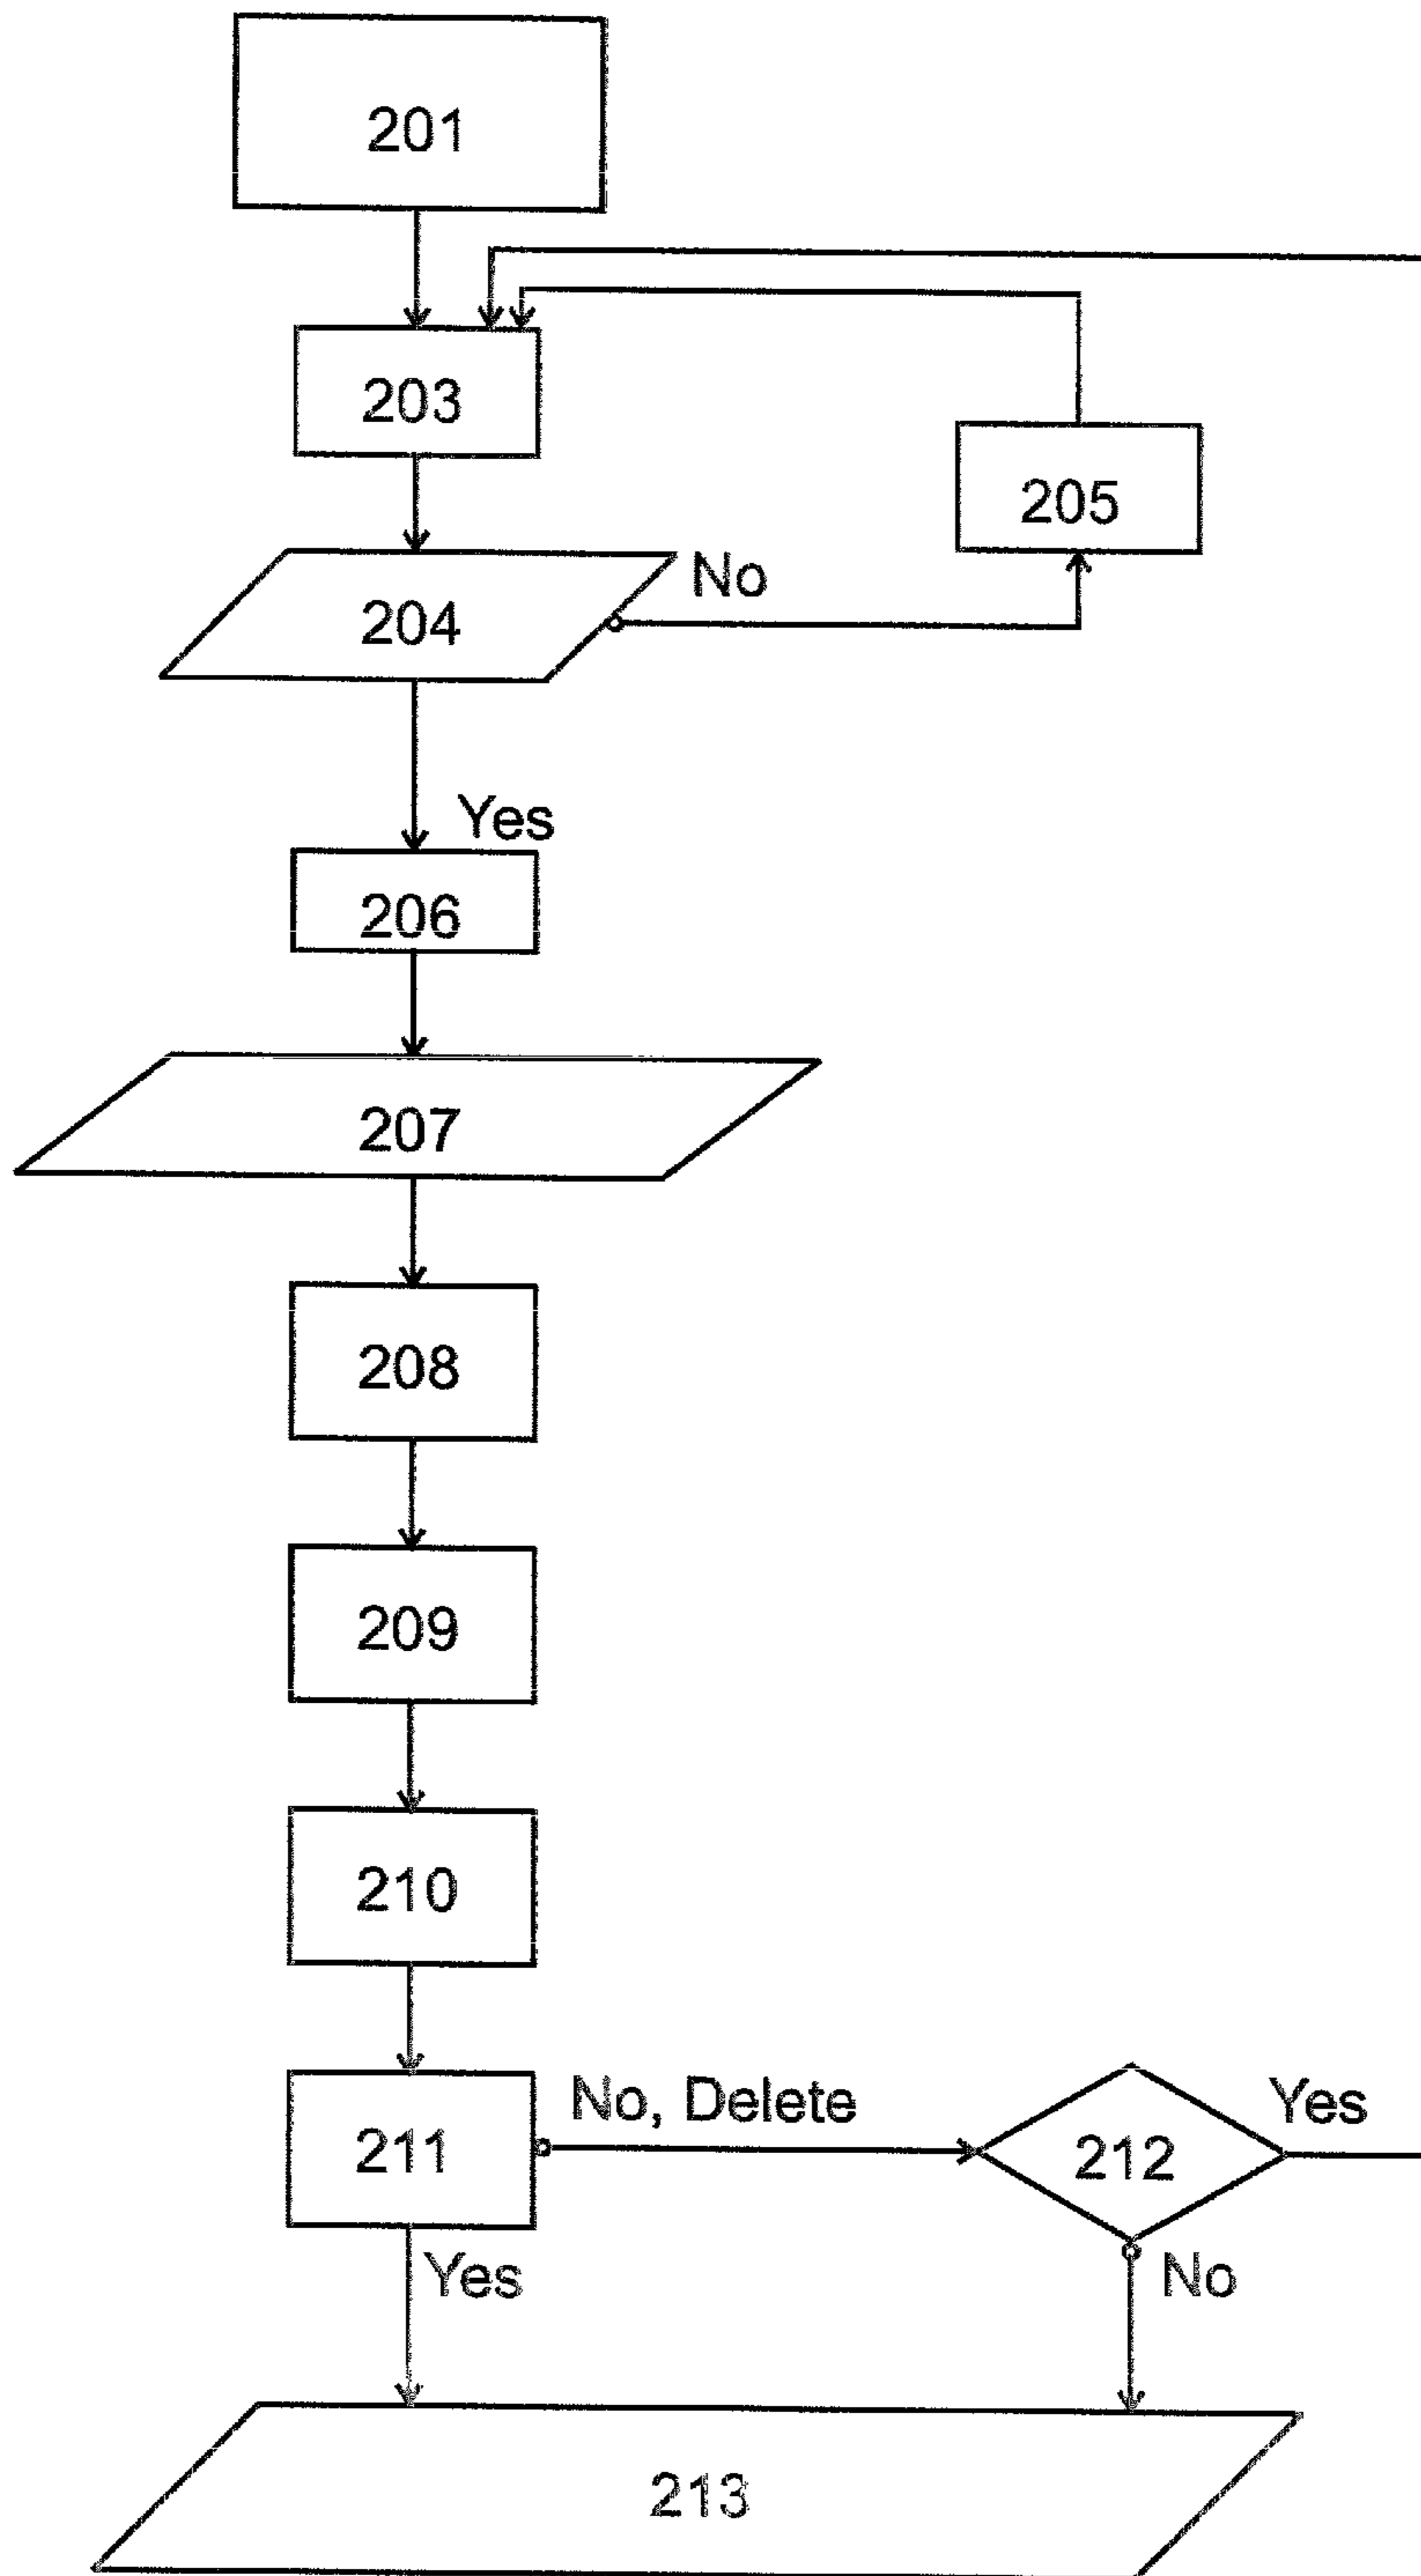 201
203
205
204
No
Yes
206
207
208
209
210
211
No, Delete
212
Yes
Yes
No
213